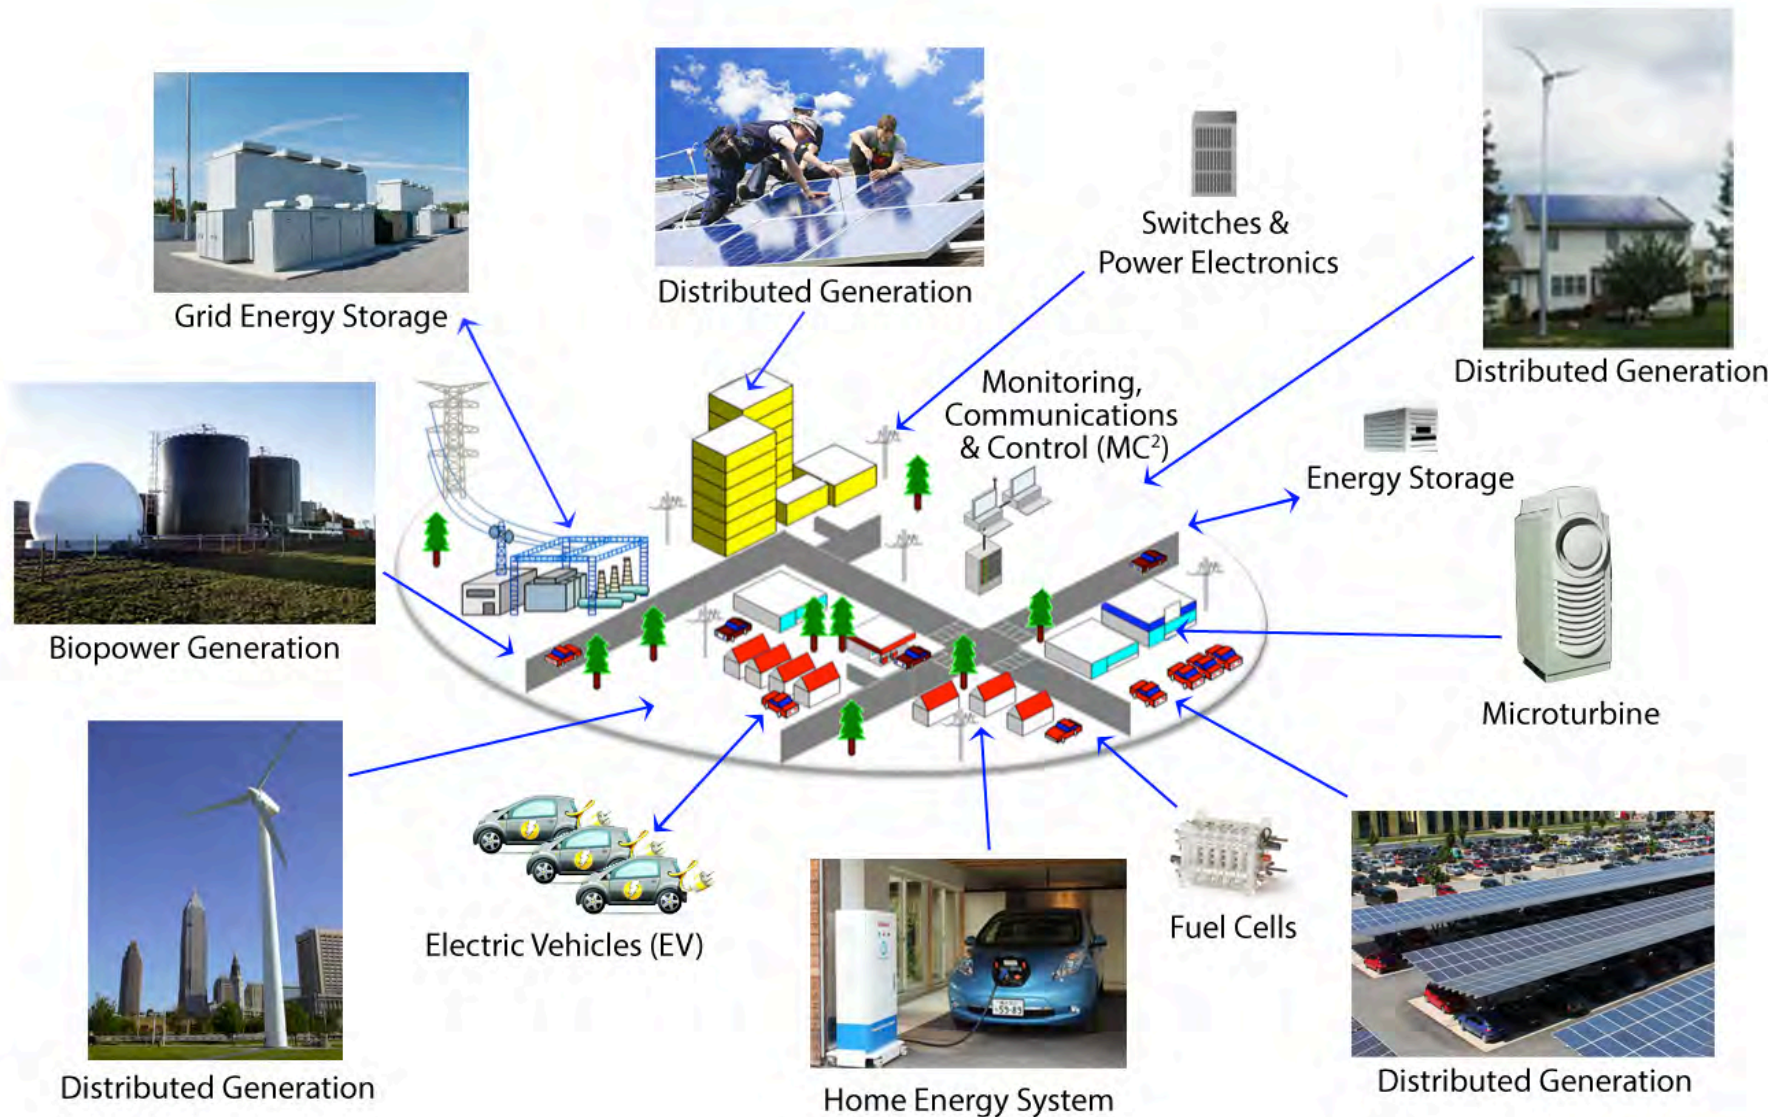 Grid Energy Storage
Distributed Generation
Switches &
Power Electronics
Distributed Generation
Monitoring,
Communications
& Control (MC²)
Energy Storage
Biopower Generation
Microturbine
Electric Vehicles (EV)
Fuel Cells
Distributed Generation
Home Energy System
Distributed Generation